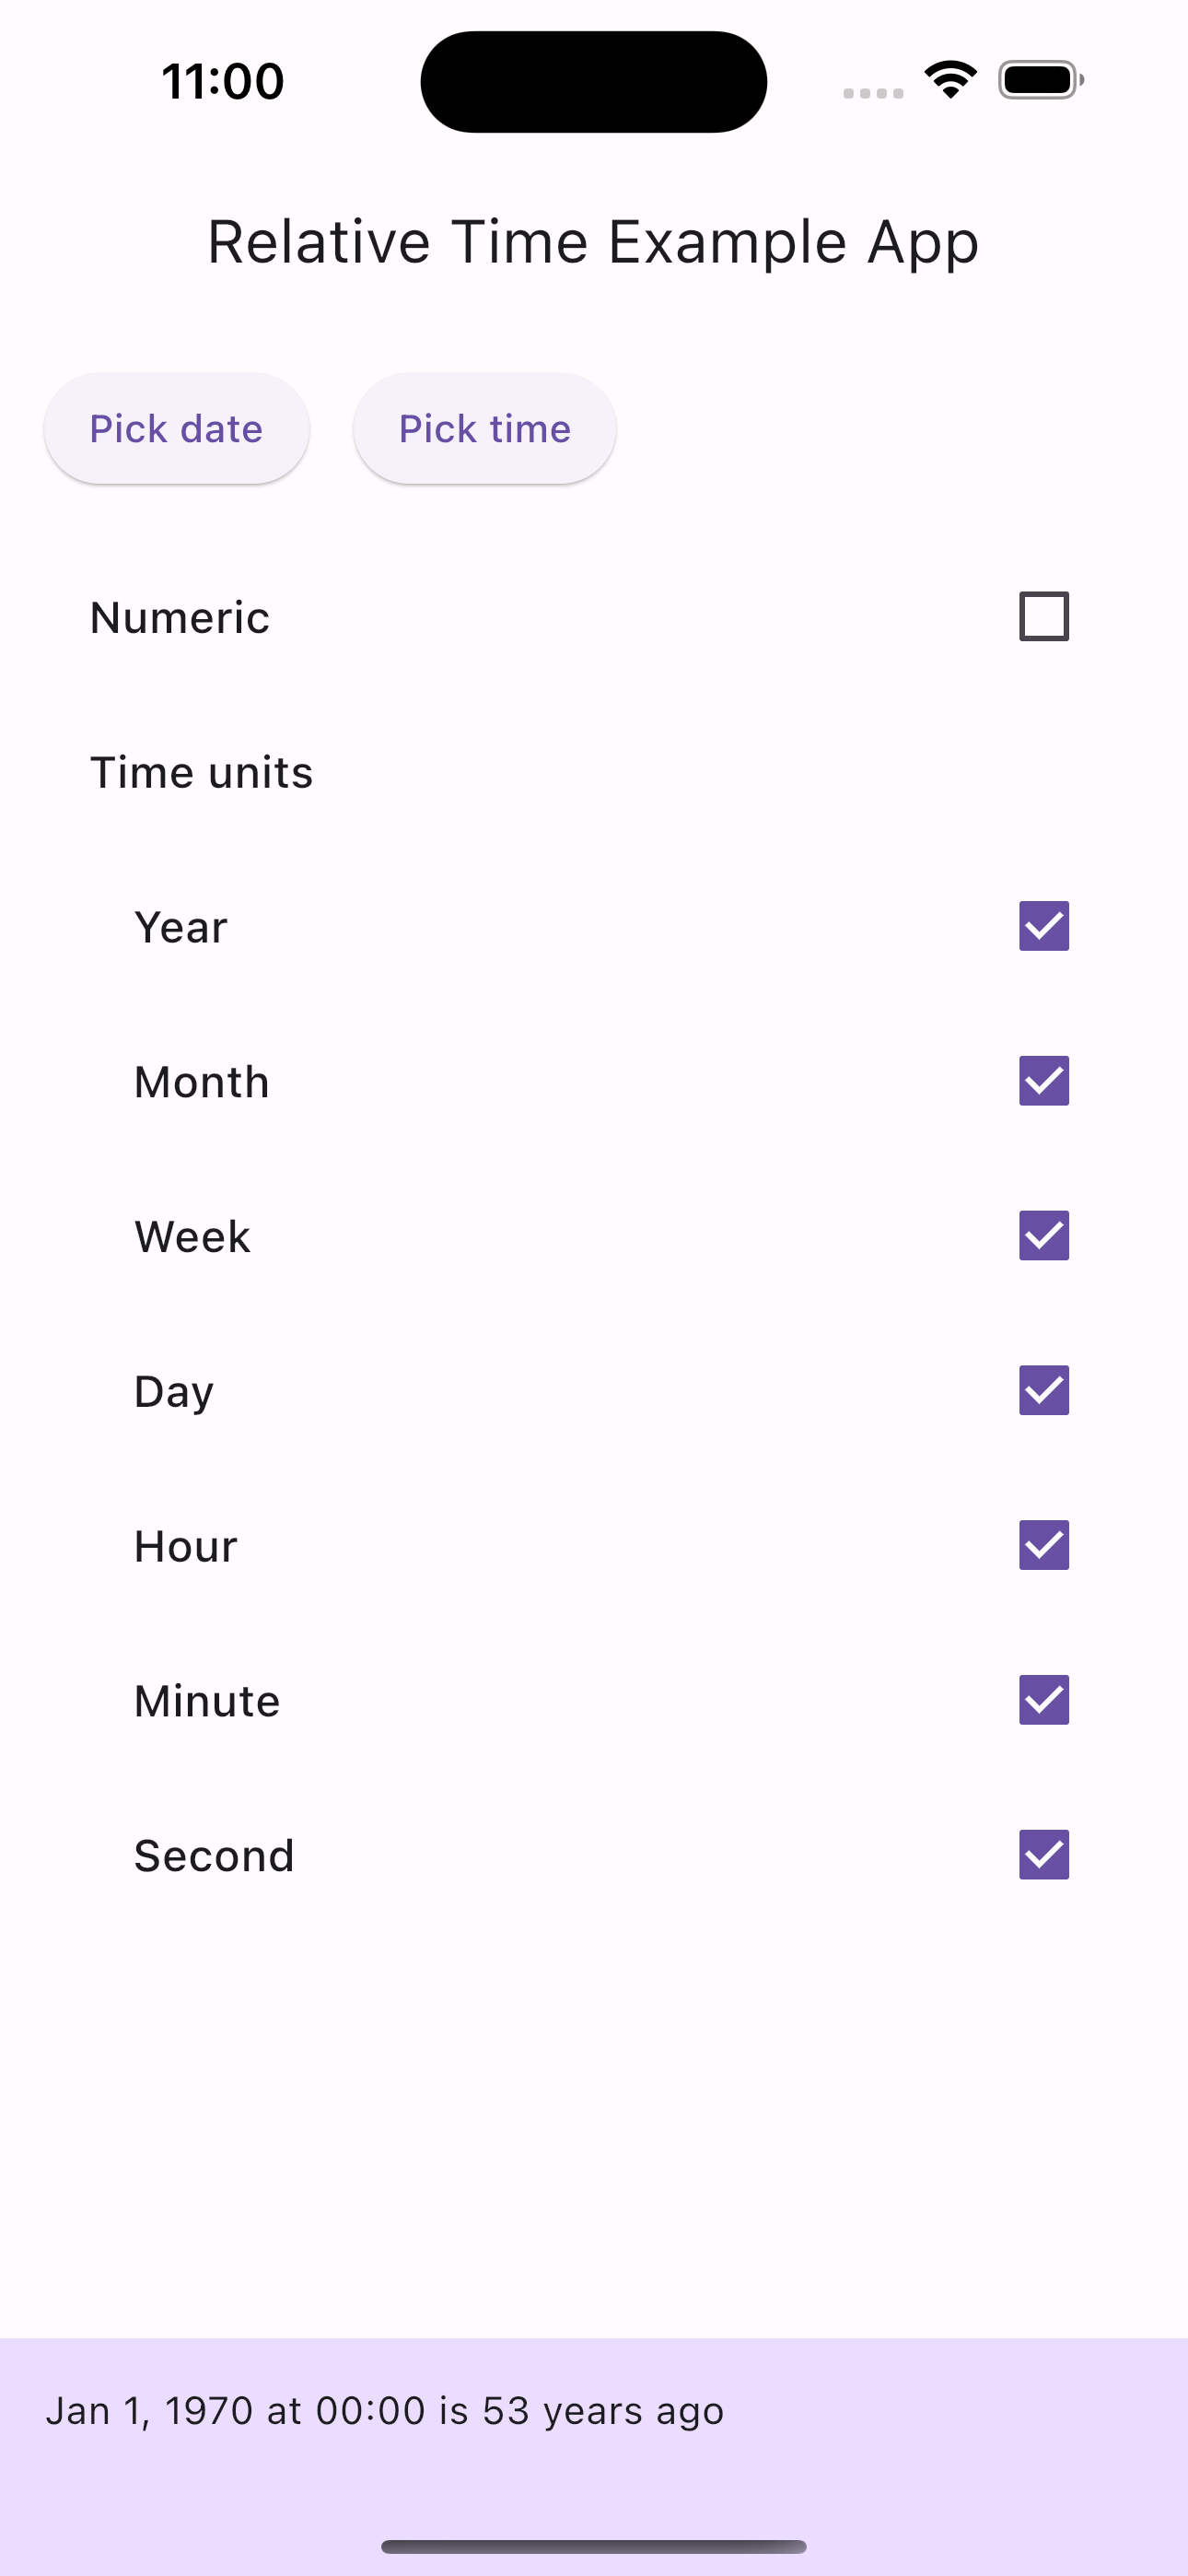 11:00
Relative Time Example App
Pick date Pick time
Numeric
Time units
Year
Month
Week
Day
Hour
Minute
Second
Jan 1, 1970 at 00:00 is 53 years ago